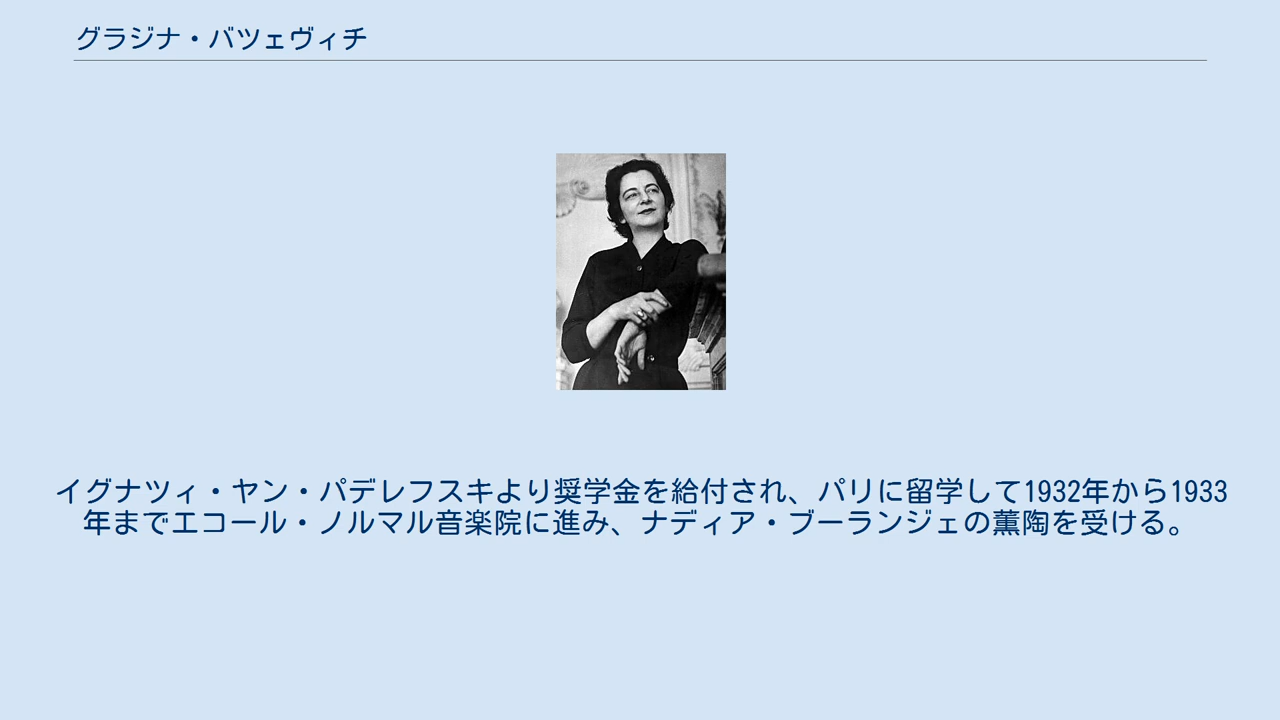 グラジナ・バツェヴィチ
イグナツィ・ヤン・パデレフスキより奨学金を給付され、パリに留学して1932年から1933
年までエコール・ノルマル音楽院に進み、ナディア・ブーランジェの薫陶を受ける。